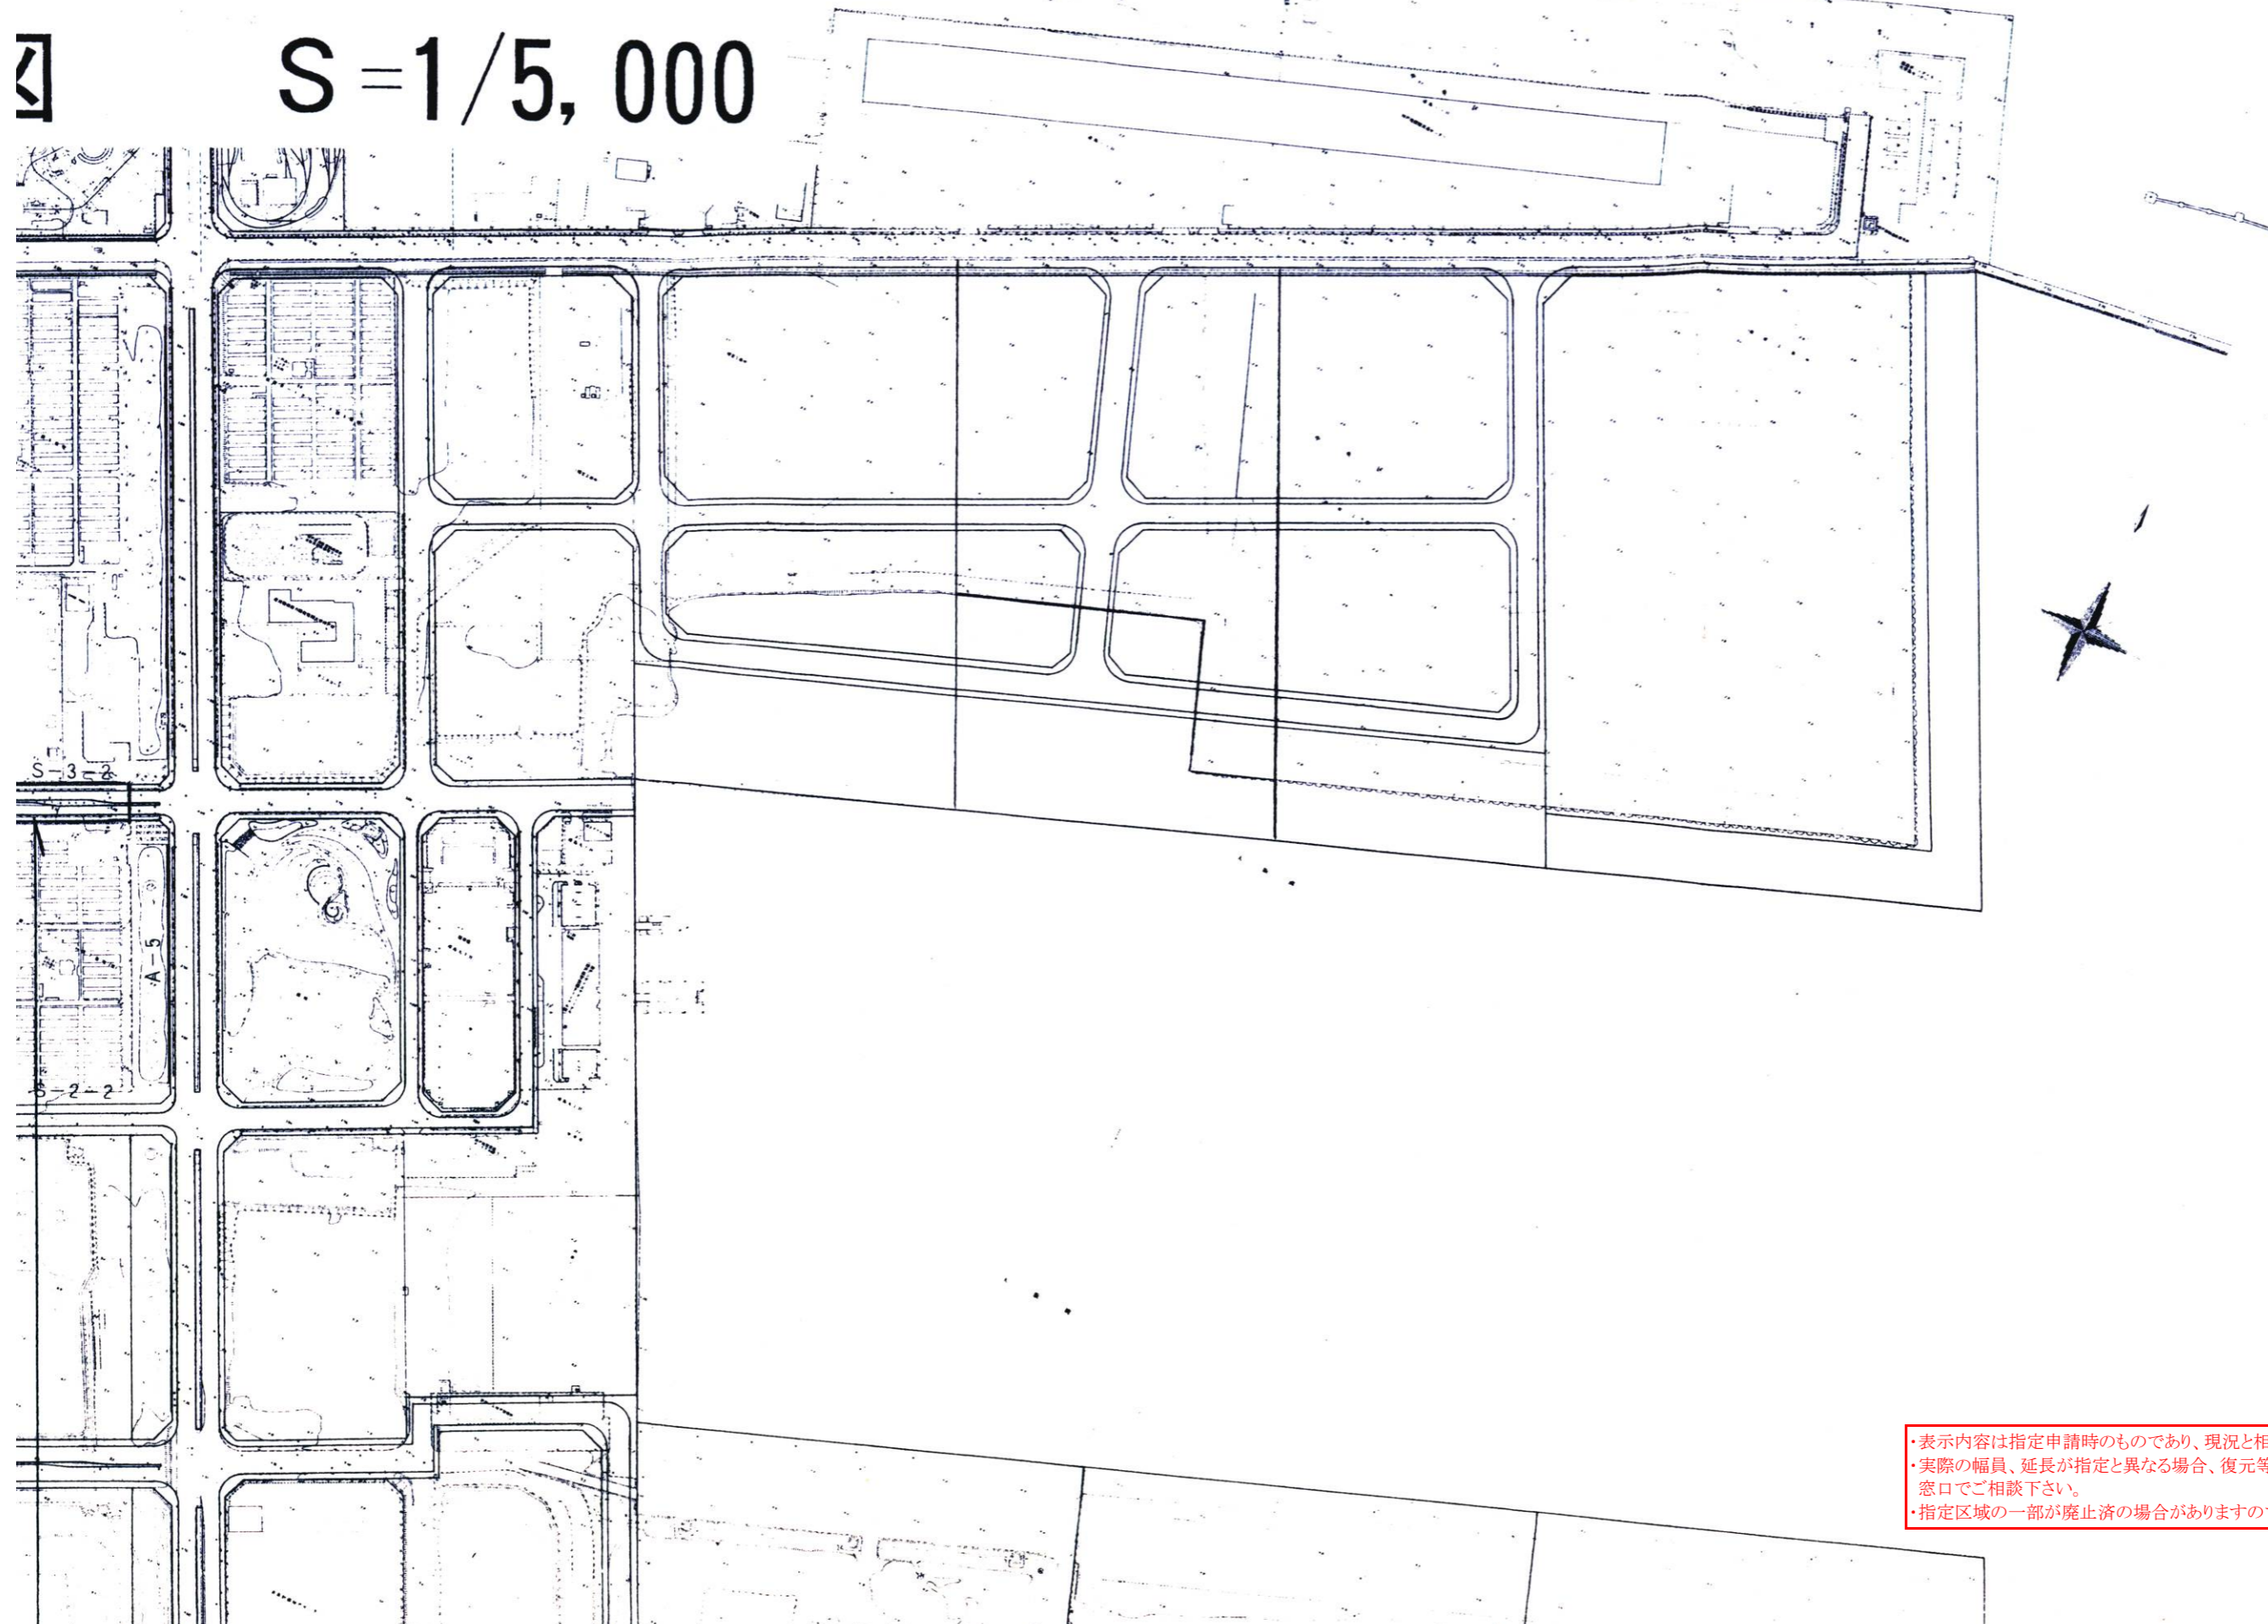 図 S=1/5,000
S-3-2
A-5
S-2-2
・表示内容は指定申請時のものであり、現況と相
・実際の幅員、延長が指定と異なる場合、復元等
窓口でご相談下さい。
・指定区域の一部が廃止済の場合がありますの